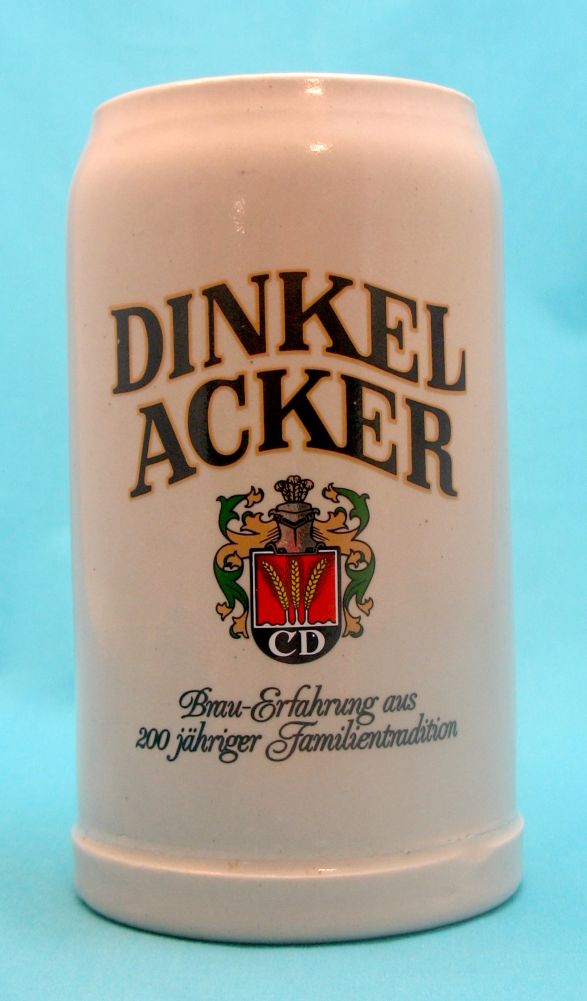 DINKEL
ACKER
CD
Brau-Erfahrung aus
200 jähriger Familientradition